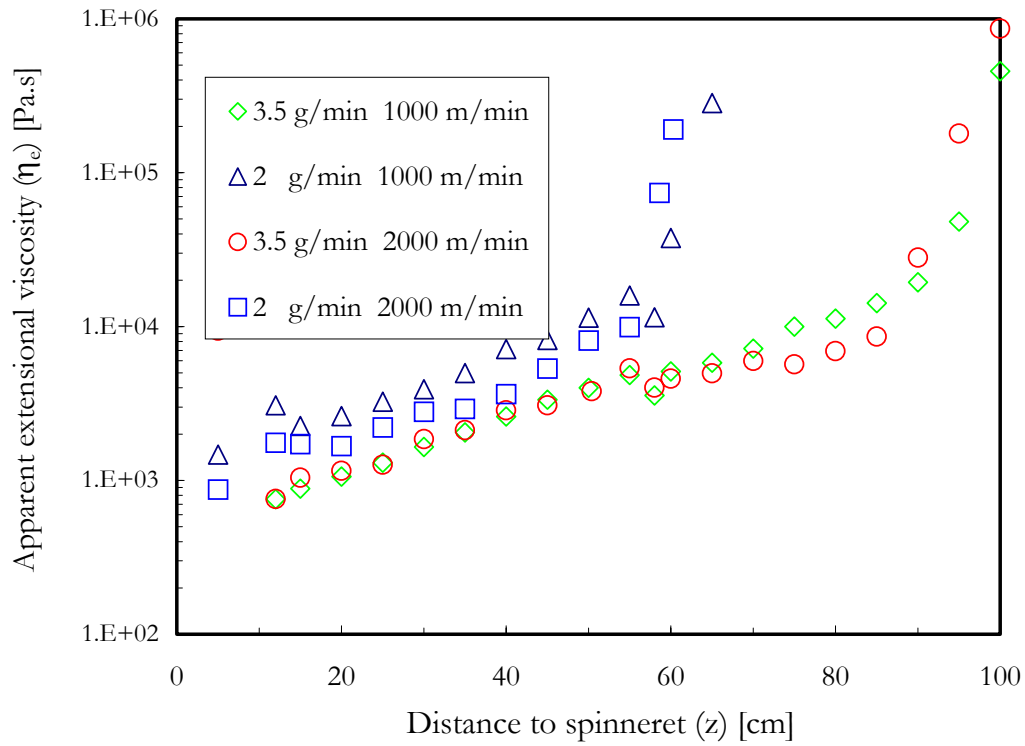 Apparent extensional viscosity (ηe) [Pa.s]
1.E+06
1.E+05
1.E+04
1.E+03
1.E+02
3.5 g/min 1000 m/min
2 g/min 1000 m/min
3.5 g/min 2000 m/min
2 g/min 2000 m/min
0 20 40 60 80 100
Distance to spinneret (z) [cm]